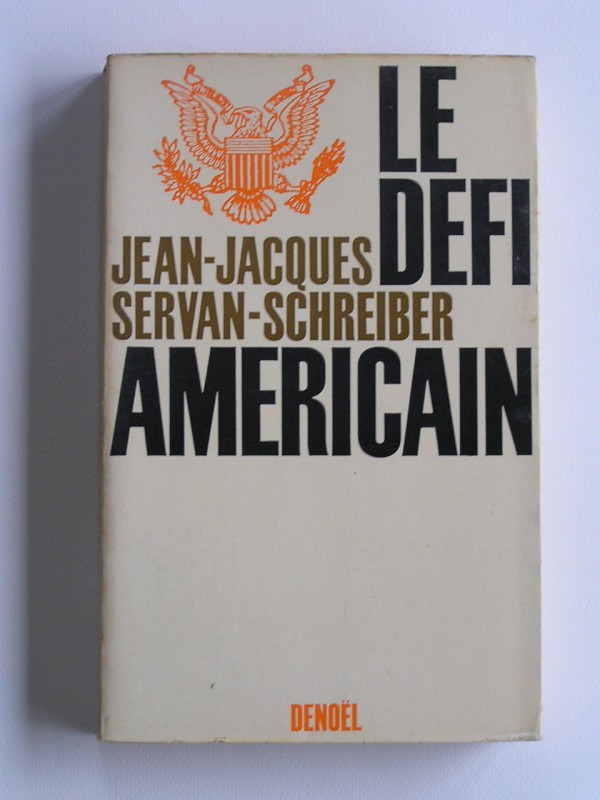 LE
DEFI
JEAN-JACQUES
SERVAN-SCHREIBER
AMERICAIN
DENOËL